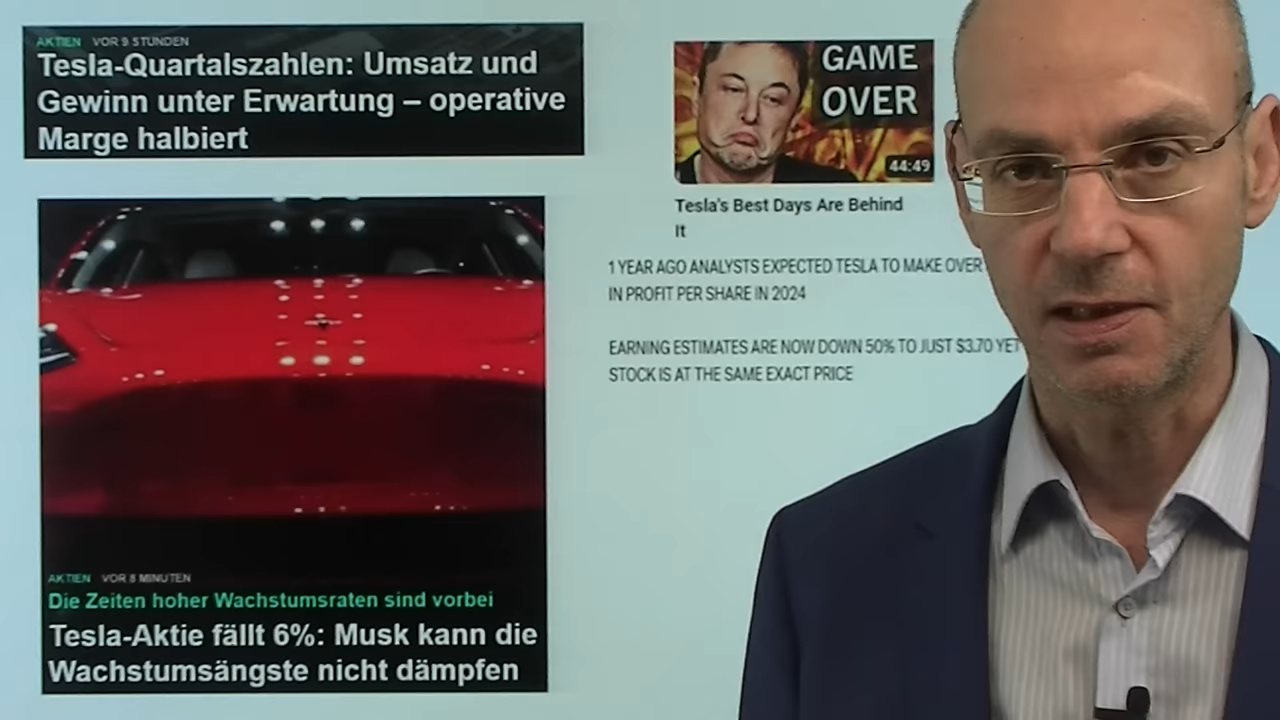 AKTIEN VOR 9 STUNDEN
Tesla-Quartalszahlen: Umsatz und
Gewinn unter Erwartung – operative
Marge halbiert
AKTIEN VOR 8 MINUTEN
Die Zeiten hoher Wachstumsraten sind vorbei
Tesla-Aktie fällt 6%: Musk kann die
Wachstumsängste nicht dämpfen
GAME
OVER
44:49
Tesla's Best Days Are Behind
It
1 YEAR AGO ANALYSTS EXPECTED TESLA TO MAKE OVER
IN PROFIT PER SHARE IN 2024
EARNING ESTIMATES ARE NOW DOWN 50% TO JUST $3.70 YET
STOCK IS AT THE SAME EXACT PRICE